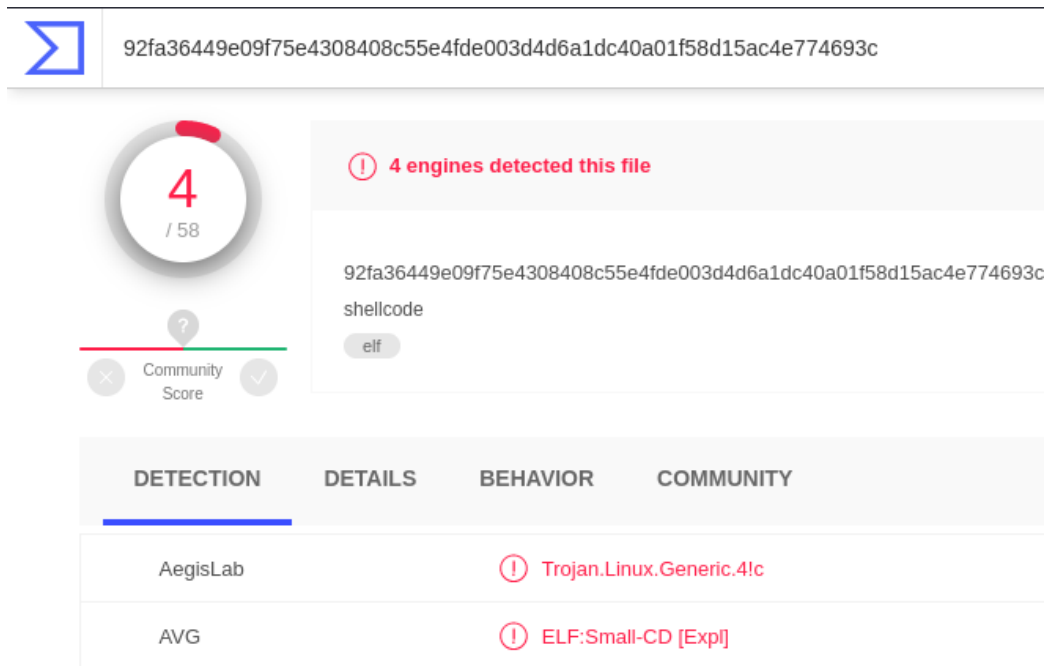 92fa36449e09f75e4308408c55e4fde003d4d6a1dc40a01f58d15ac4e774693c
4
/ 58
?
Community
Score
4 engines detected this file
92fa36449e09f75e4308408c55e4fde003d4d6a1dc40a01f58d15ac4e774693c
shellcode
elf
DETECTION DETAILS BEHAVIOR COMMUNITY
AegisLab Trojan.Linux.Generic.4!c
AVG ELF:Small-CD [Expl]